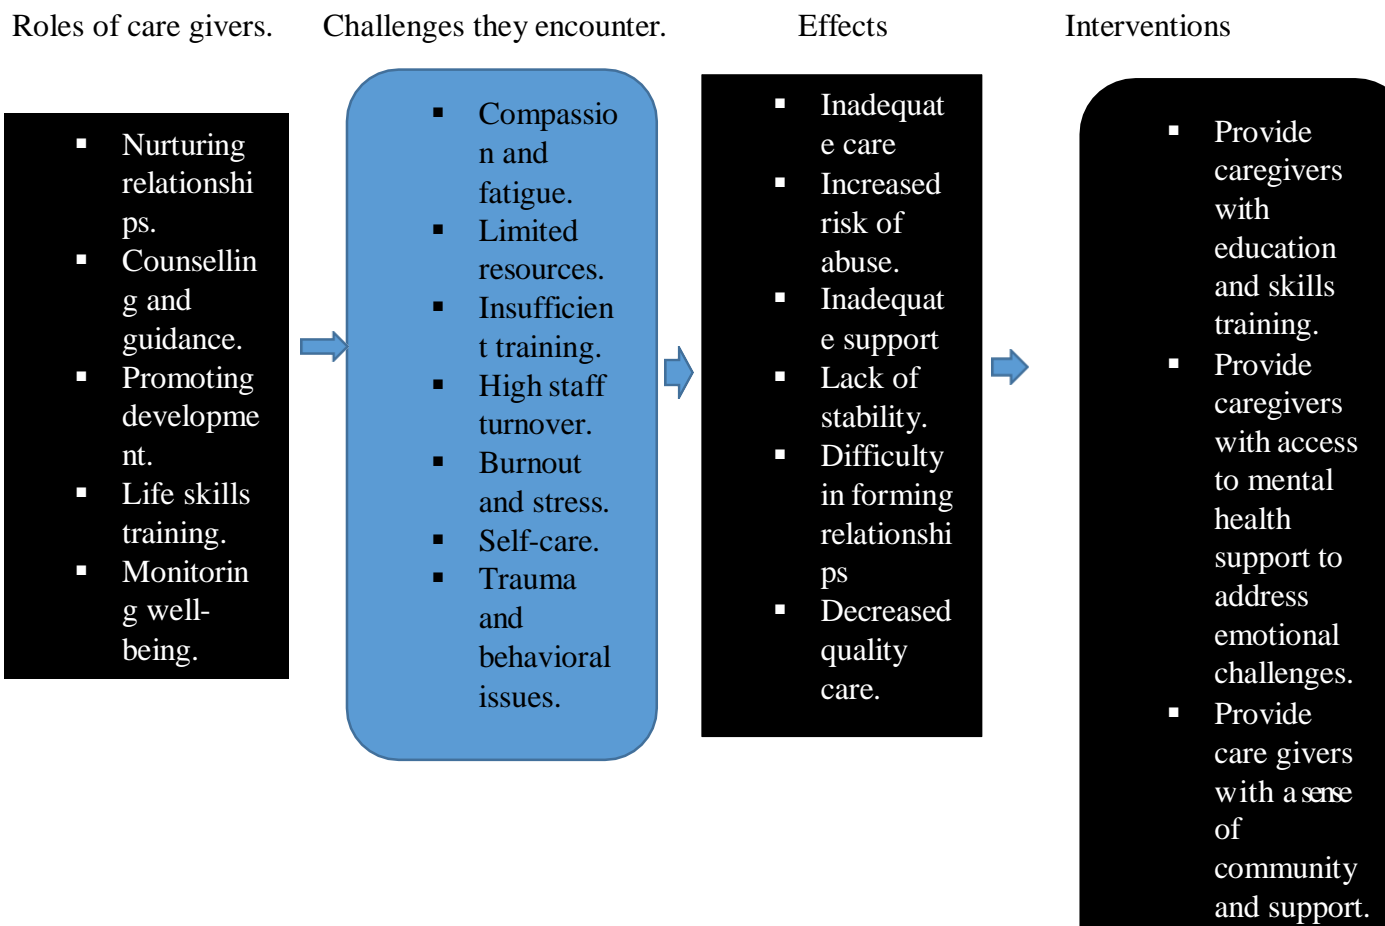 Roles of care givers. Challenges they encounter. Effects Interventions
▪ Nurturing
relationshi
ps.
▪ Counsellin
g and
guidance.
▪ Promoting
developme
nt.
▪ Life skills
training.
▪ Monitorin
g well-
being.
▪ Compassio
n and
fatigue.
▪ Limited
resources.
▪ Insufficien
t training.
▪ High staff
turnover.
▪ Burnout
and stress.
▪ Self-care.
▪ Trauma
and
behavioral
issues.
▪ Inadequat
e care
▪ Increased
risk of
abuse.
▪ Inadequat
e support
▪ Lack of
stability.
▪ Difficulty
in forming
relationshi
ps
▪ Decreased
quality
care.
▪ Provide
caregivers
with
education
and skills
training.
▪ Provide
caregivers
with access
to mental
health
support to
address
emotional
challenges.
▪ Provide
care givers
with a sense
of
community
and support.